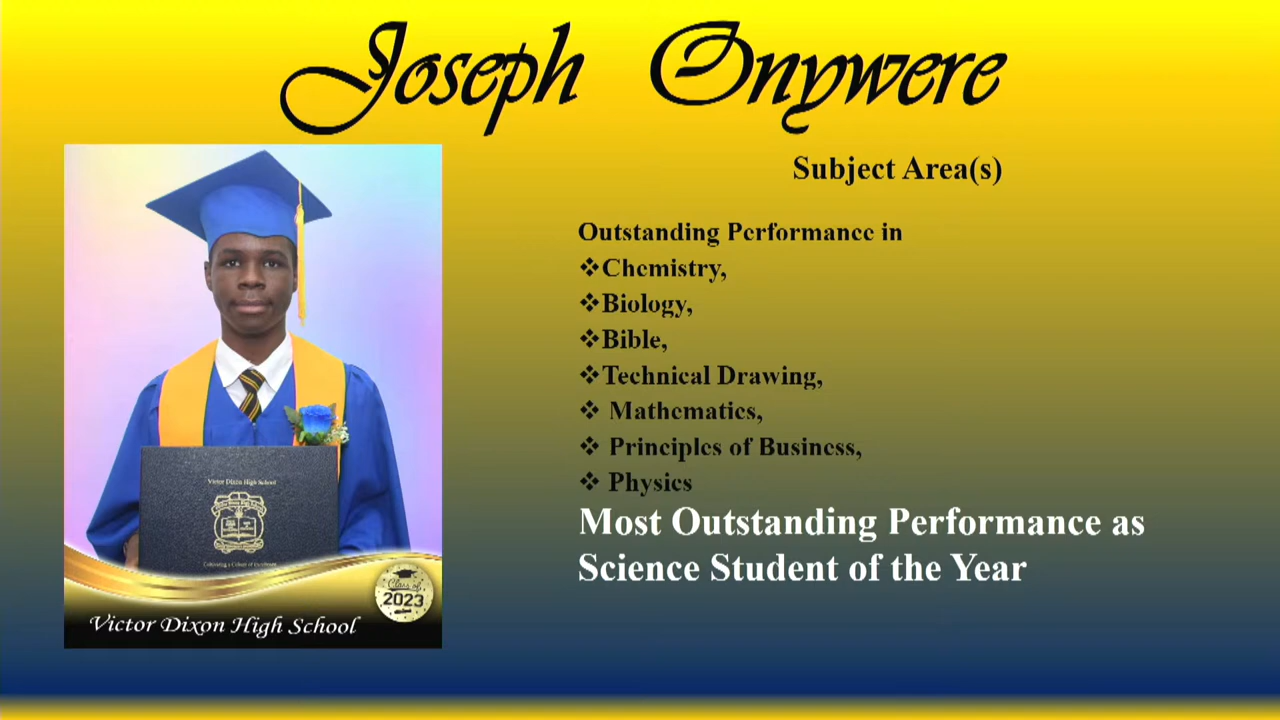 Joseph Onywere
Subject Area(s)
Outstanding Performance in
❖Chemistry,
❖Biology,
❖Bible,
❖Technical Drawing,
❖ Mathematics,
❖ Principles of Business,
❖ Physics
Most Outstanding Performance as
Science Student of the Year
Victor Dixon High School
Class of
2023
Victor Dixon High School